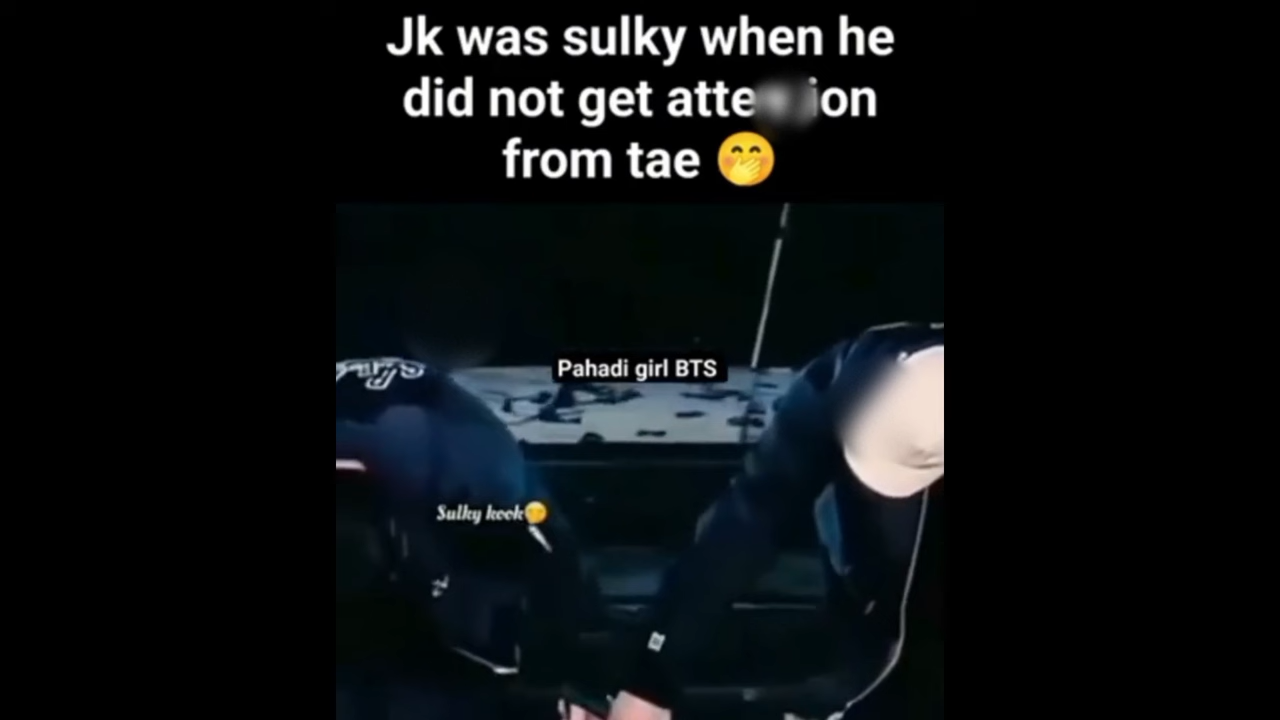 Jk was sulky when he
did not get
from tae 🤭
Pahadi girl BTS
Sulky kook🤭